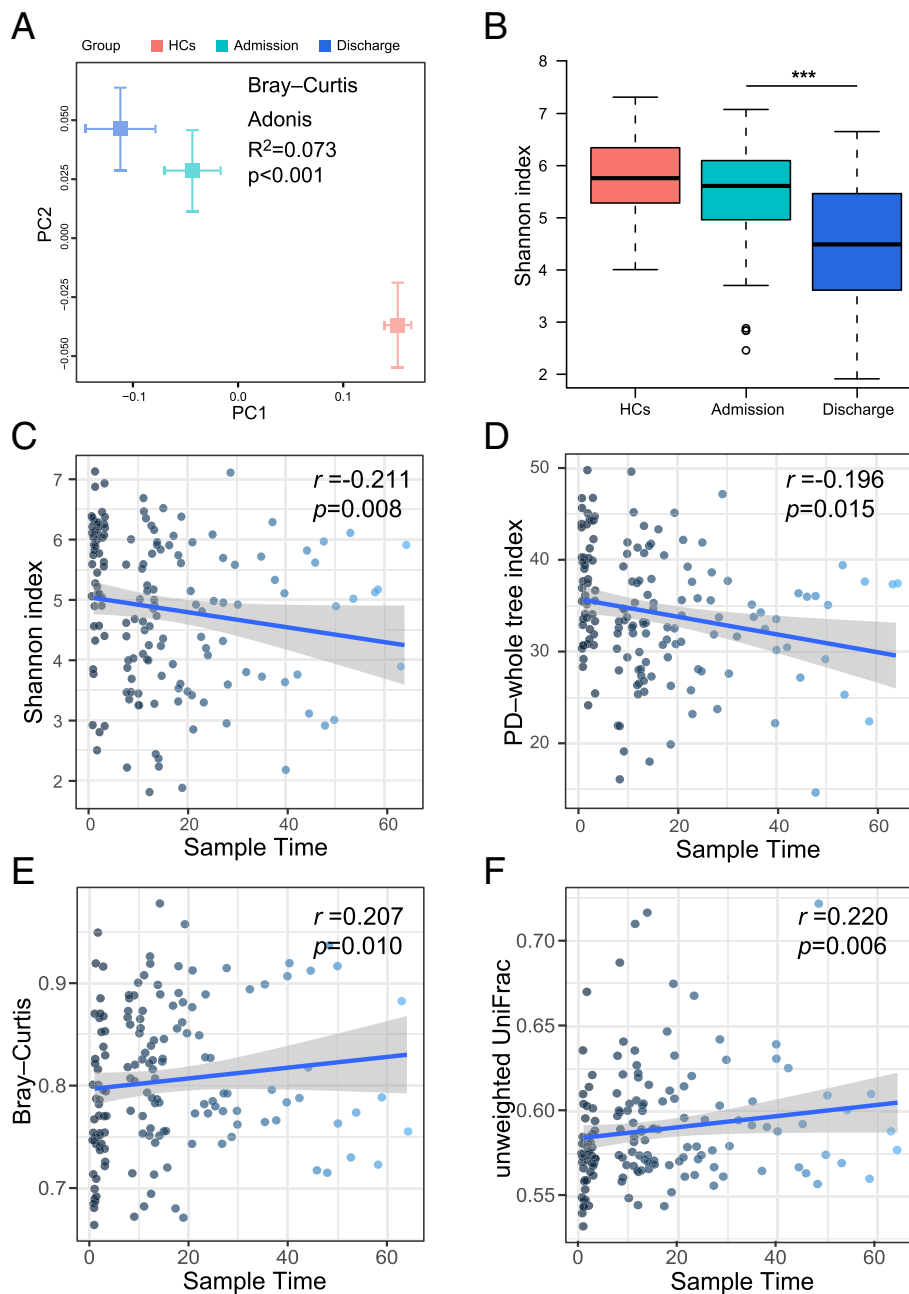 A
Group HCs Admission Discharge
Bray–Curtis
Adonis
R²=0.073
p<0.001
PC2
0.050
0.025
0.000
−0.025
−0.050
−0.1 0.0 0.1
PC1
B
***
Shannon index
8
7
6
5
4
3
2
HCs Admission Discharge
C
r =-0.211
p=0.008
Shannon index
7
6
5
4
3
2
0 20 40 60
Sample Time
D
r =-0.196
p=0.015
PD–whole tree index
50
40
30
20
0 20 40 60
Sample Time
E
r =0.207
p=0.010
Bray–Curtis
0.9
0.8
0.7
0 20 40 60
Sample Time
F
r =0.220
p=0.006
unweighted UniFrac
0.70
0.65
0.60
0.55
0 20 40 60
Sample Time